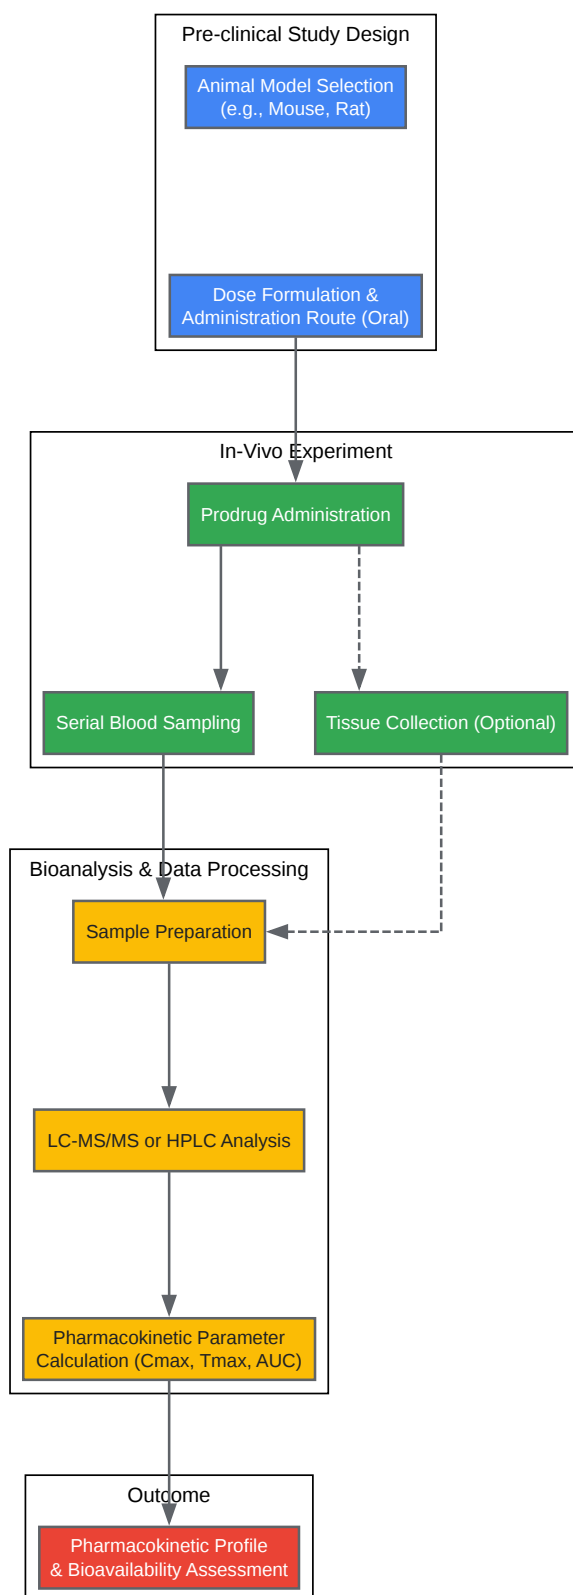 Pre-clinical Study Design
Animal Model Selection
(e.g., Mouse, Rat)
Dose Formulation &
Administration Route (Oral)
In-Vivo Experiment
Prodrug Administration
Serial Blood Sampling
Tissue Collection (Optional)
Bioanalysis & Data Processing
Sample Preparation
LC-MS/MS or HPLC Analysis
Pharmacokinetic Parameter
Calculation (Cmax, Tmax, AUC)
Outcome
Pharmacokinetic Profile
& Bioavailability Assessment